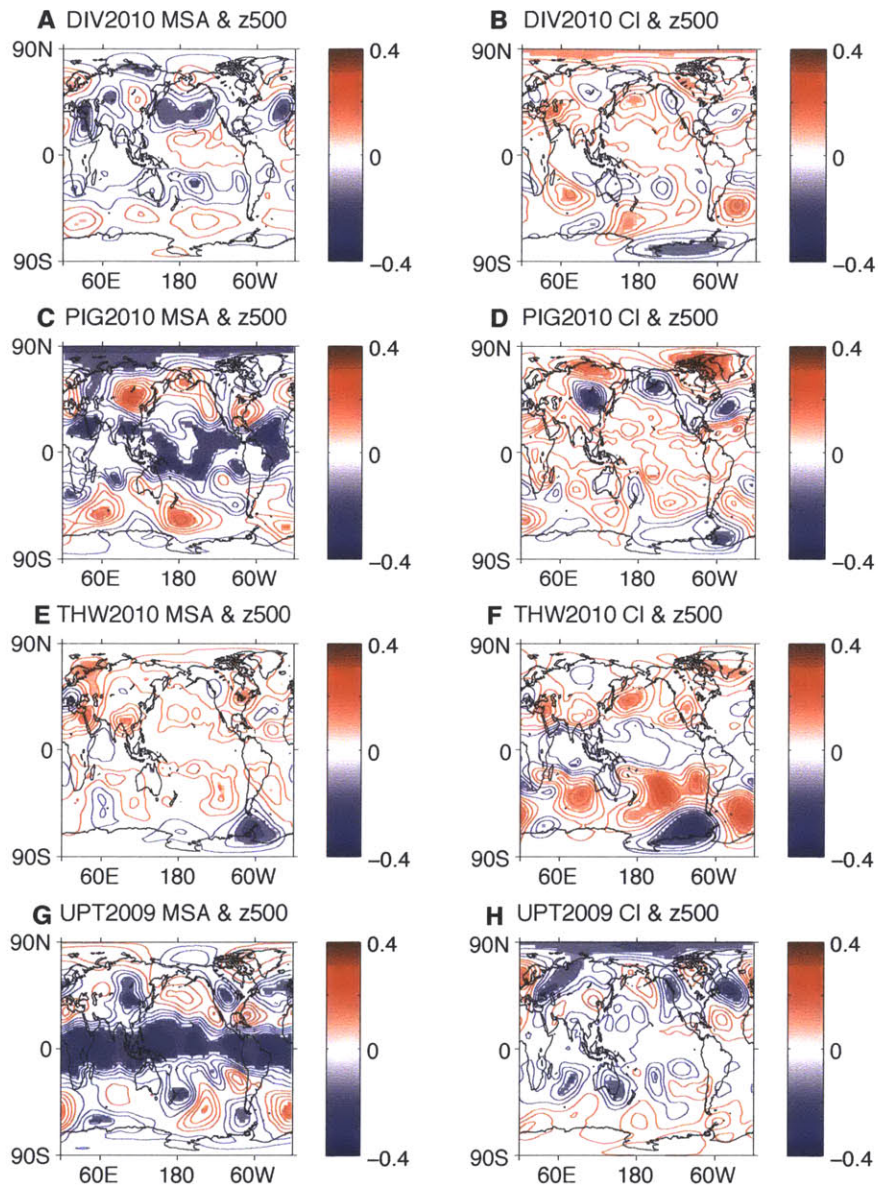 A DIV2010 MSA & z500
B DIV2010 CI & z500
90N
0
90S
60E 180 60W
0.4
0
−0.4
90N
0
90S
60E 180 60W
0.4
0
−0.4
C PIG2010 MSA & z500
D PIG2010 CI & z500
90N
0
90S
60E 180 60W
0.4
0
−0.4
90N
0
90S
60E 180 60W
0.4
0
−0.4
E THW2010 MSA & z500
F THW2010 CI & z500
90N
0
90S
60E 180 60W
0.4
0
−0.4
90N
0
90S
60E 180 60W
0.4
0
−0.4
G UPT2009 MSA & z500
H UPT2009 CI & z500
90N
0
90S
60E 180 60W
0.4
0
−0.4
90N
0
90S
60E 180 60W
0.4
0
−0.4